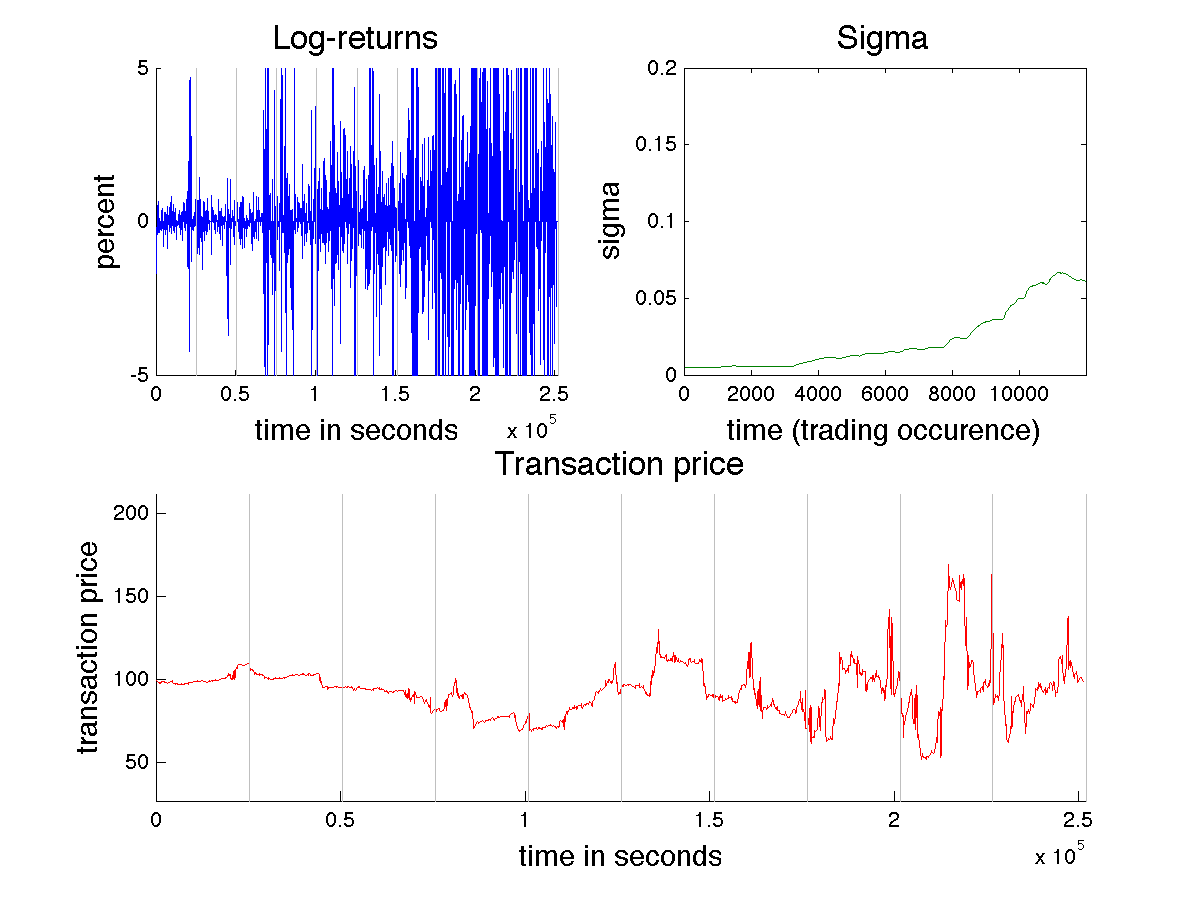 Log-returns
5
0
-5
percent
0 0.5 1 1.5 2 2.5
time in seconds
x 10^5
Sigma
0.2
0.15
0.1
0.05
0
sigma
0 2000 4000 6000 8000 10000
time (trading occurence)
Transaction price
200
150
100
50
transaction price
0 0.5 1 1.5 2 2.5
time in seconds
x 10^5